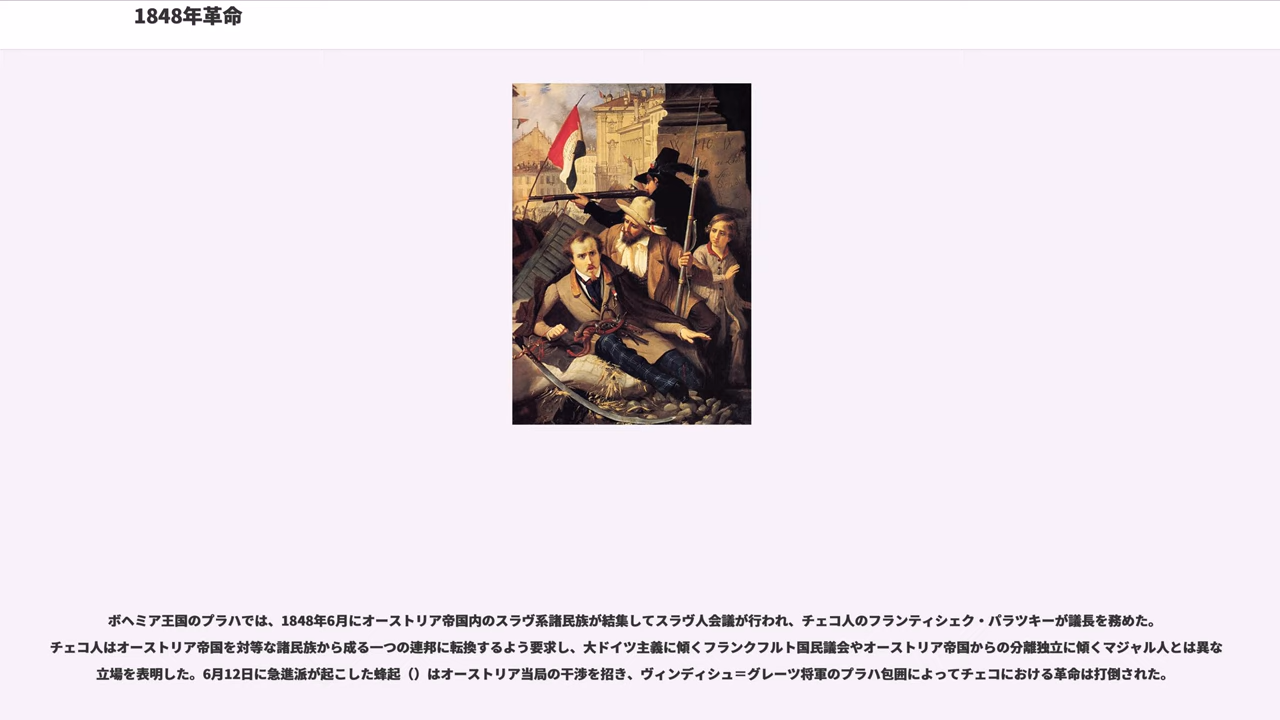 1848年革命
ボヘミア王国のプラハでは、1848年6月にオーストリア帝国内のスラヴ系諸民族が結集してスラヴ人会議が行われ、チェコ人のフランティシェク・パラツキーが議長を務めた。
チェコ人はオーストリア帝国を対等な諸民族から成る一つの連邦に転換するよう要求し、大ドイツ主義に傾くフランクフルト国民議会やオーストリア帝国からの分離独立に傾くマジャル人とは異な
立場を表明した。6月12日に急進派が起こした蜂起（）はオーストリア当局の干渉を招き、ヴィンディシュ＝グレーツ将軍のプラハ包囲によってチェコにおける革命は打倒された。